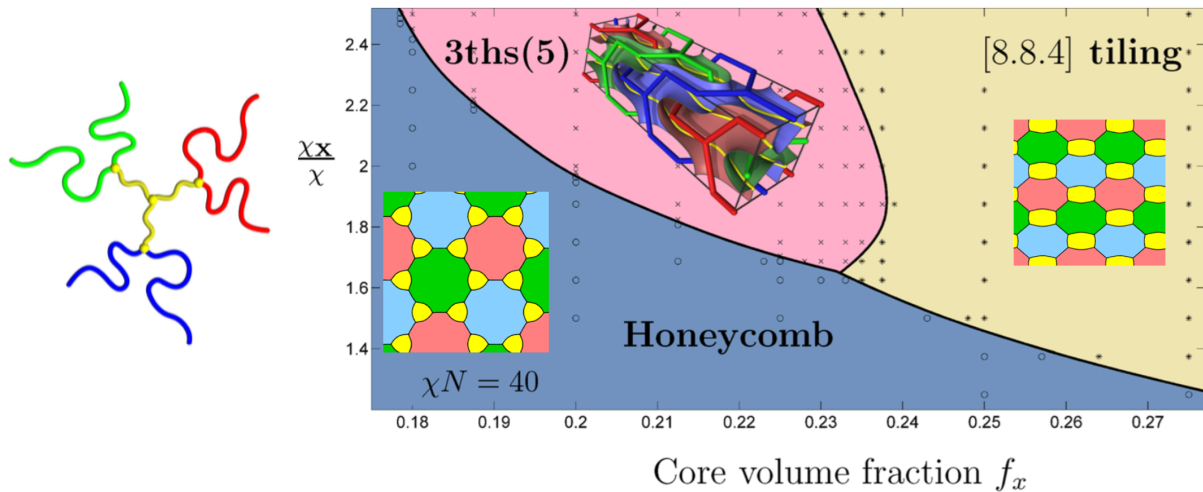 3ths(5)
[8.8.4] tiling
χx
χ
2.4
2.2
2
1.8
1.6
1.4
Honeycomb
χN = 40
0.18 0.19 0.2 0.21 0.22 0.23 0.24 0.25 0.26 0.27
Core volume fraction fx